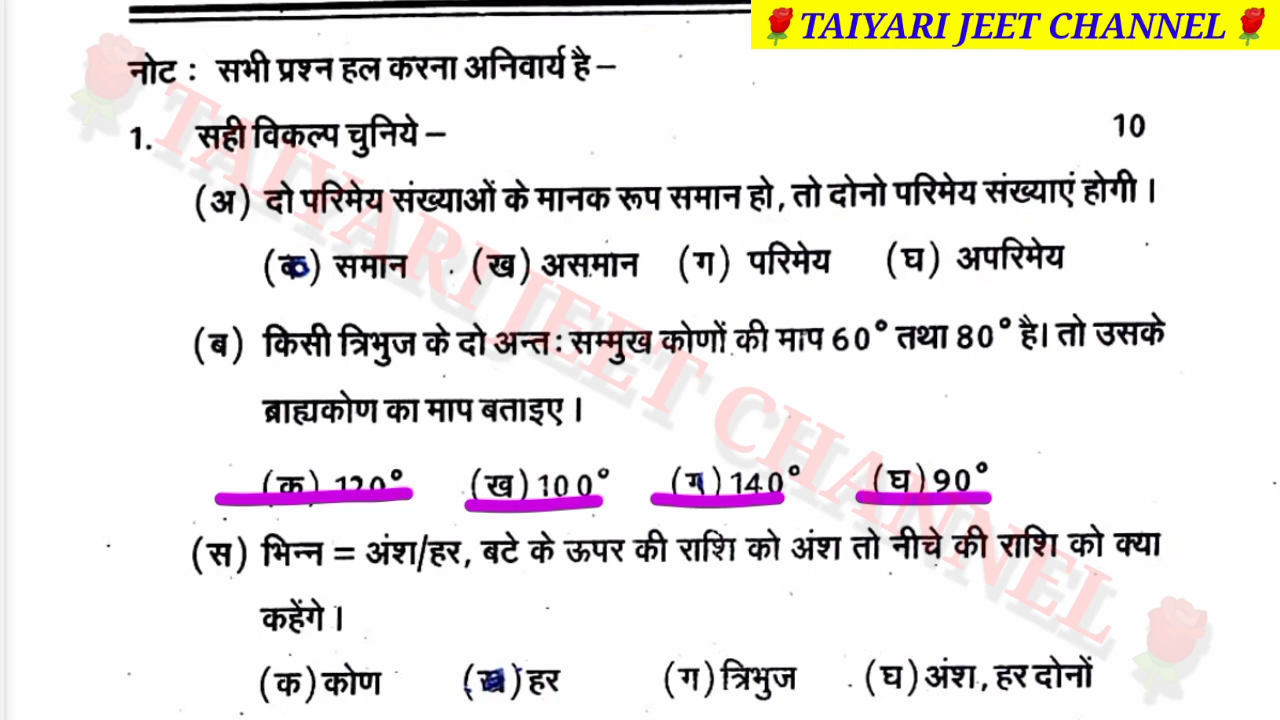 🌹TAIYARI JEET CHANNEL🌹
नोट : सभी प्रश्न हल करना अनिवार्य है –
1. सही विकल्प चुनिये – 10
(अ) दो परिमेय संख्याओं के मानक रूप समान हो, तो दोनो परिमेय संख्याएं होगी।
(क) समान (ख) असमान (ग) परिमेय (घ) अपरिमेय
(ब) किसी त्रिभुज के दो अन्त: सम्मुख कोणों की माप 60° तथा 80° है। तो उसके
ब्राह्यकोण का माप बताइए।
(क) 120° (ख) 100° (ग) 140° (घ) 90°
(स) भिन्न = अंश/हर, बटे के ऊपर की राशि को अंश तो नीचे की राशि को क्या
कहेंगे।
(क) कोण (ख) हर (ग) त्रिभुज (घ) अंश, हर दोनों
🌹TAIYARI JEET CHANNEL🌹